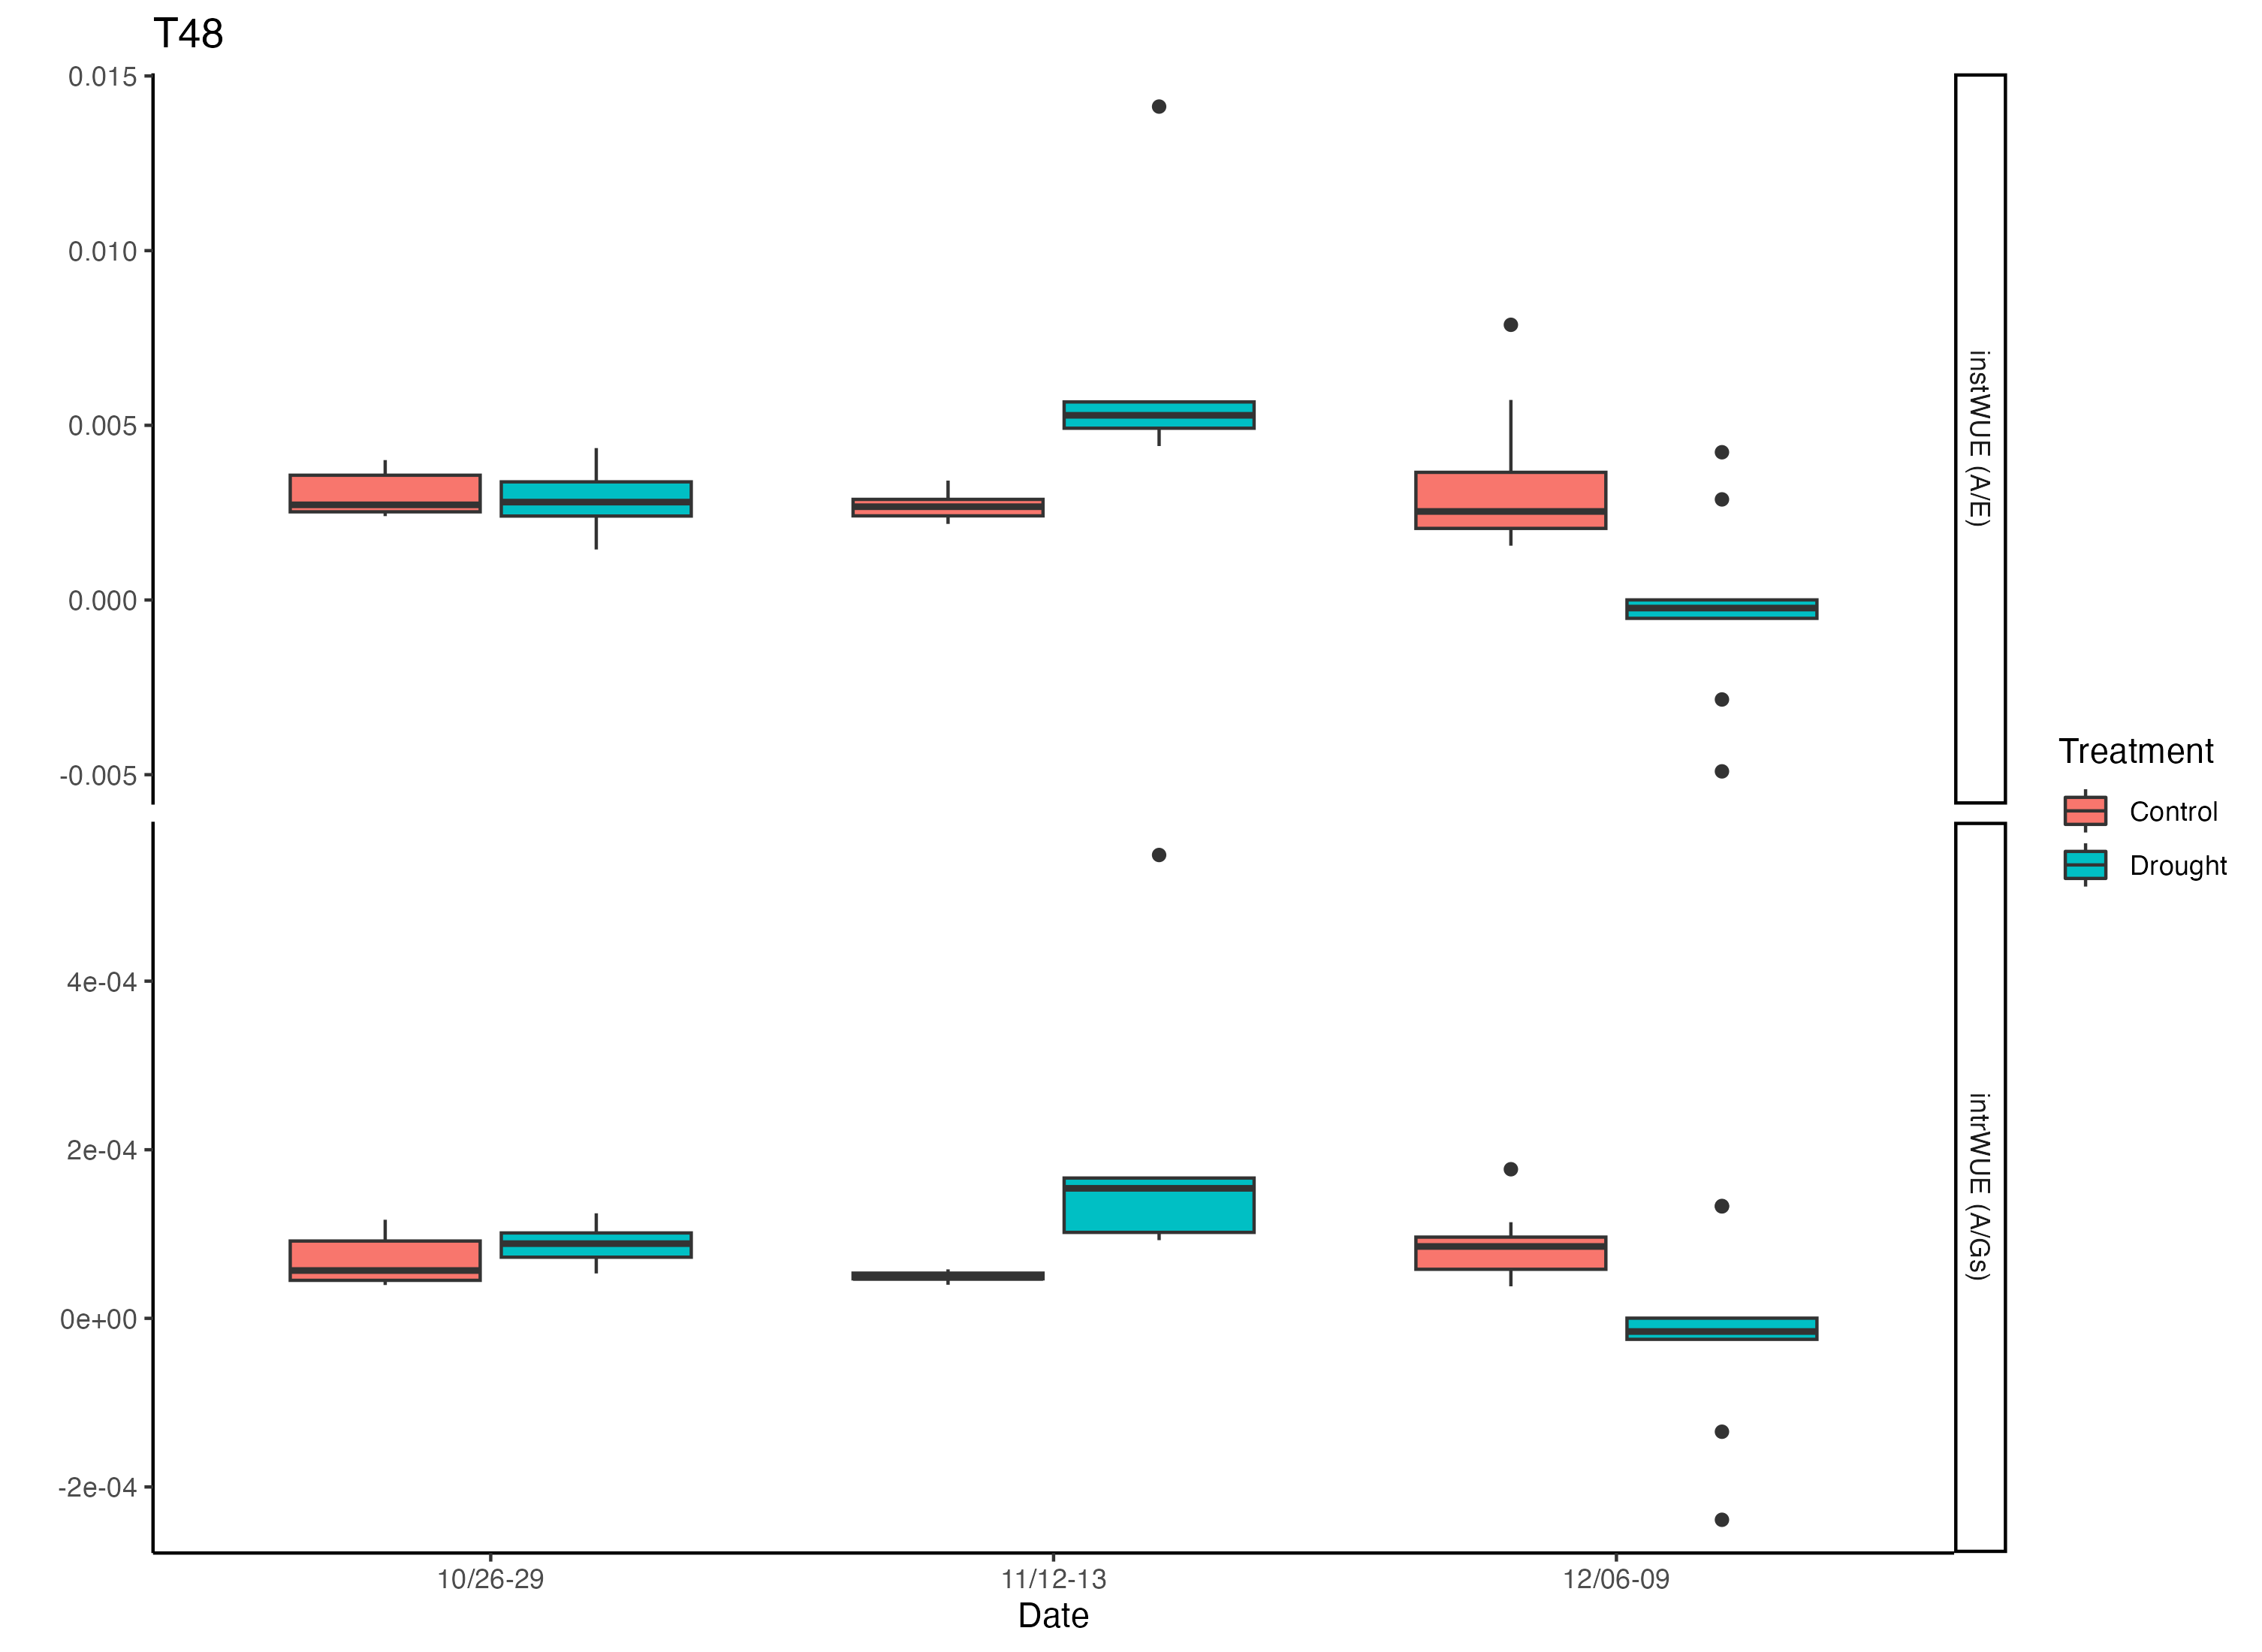 T48
0.015
0.010
0.005
0.000
-0.005
instWUE (A/E)
4e-04
2e-04
0e+00
-2e-04
intrWUE (A/Gs)
10/26-29
11/12-13
12/06-09
Date
Treatment
Control
Drought